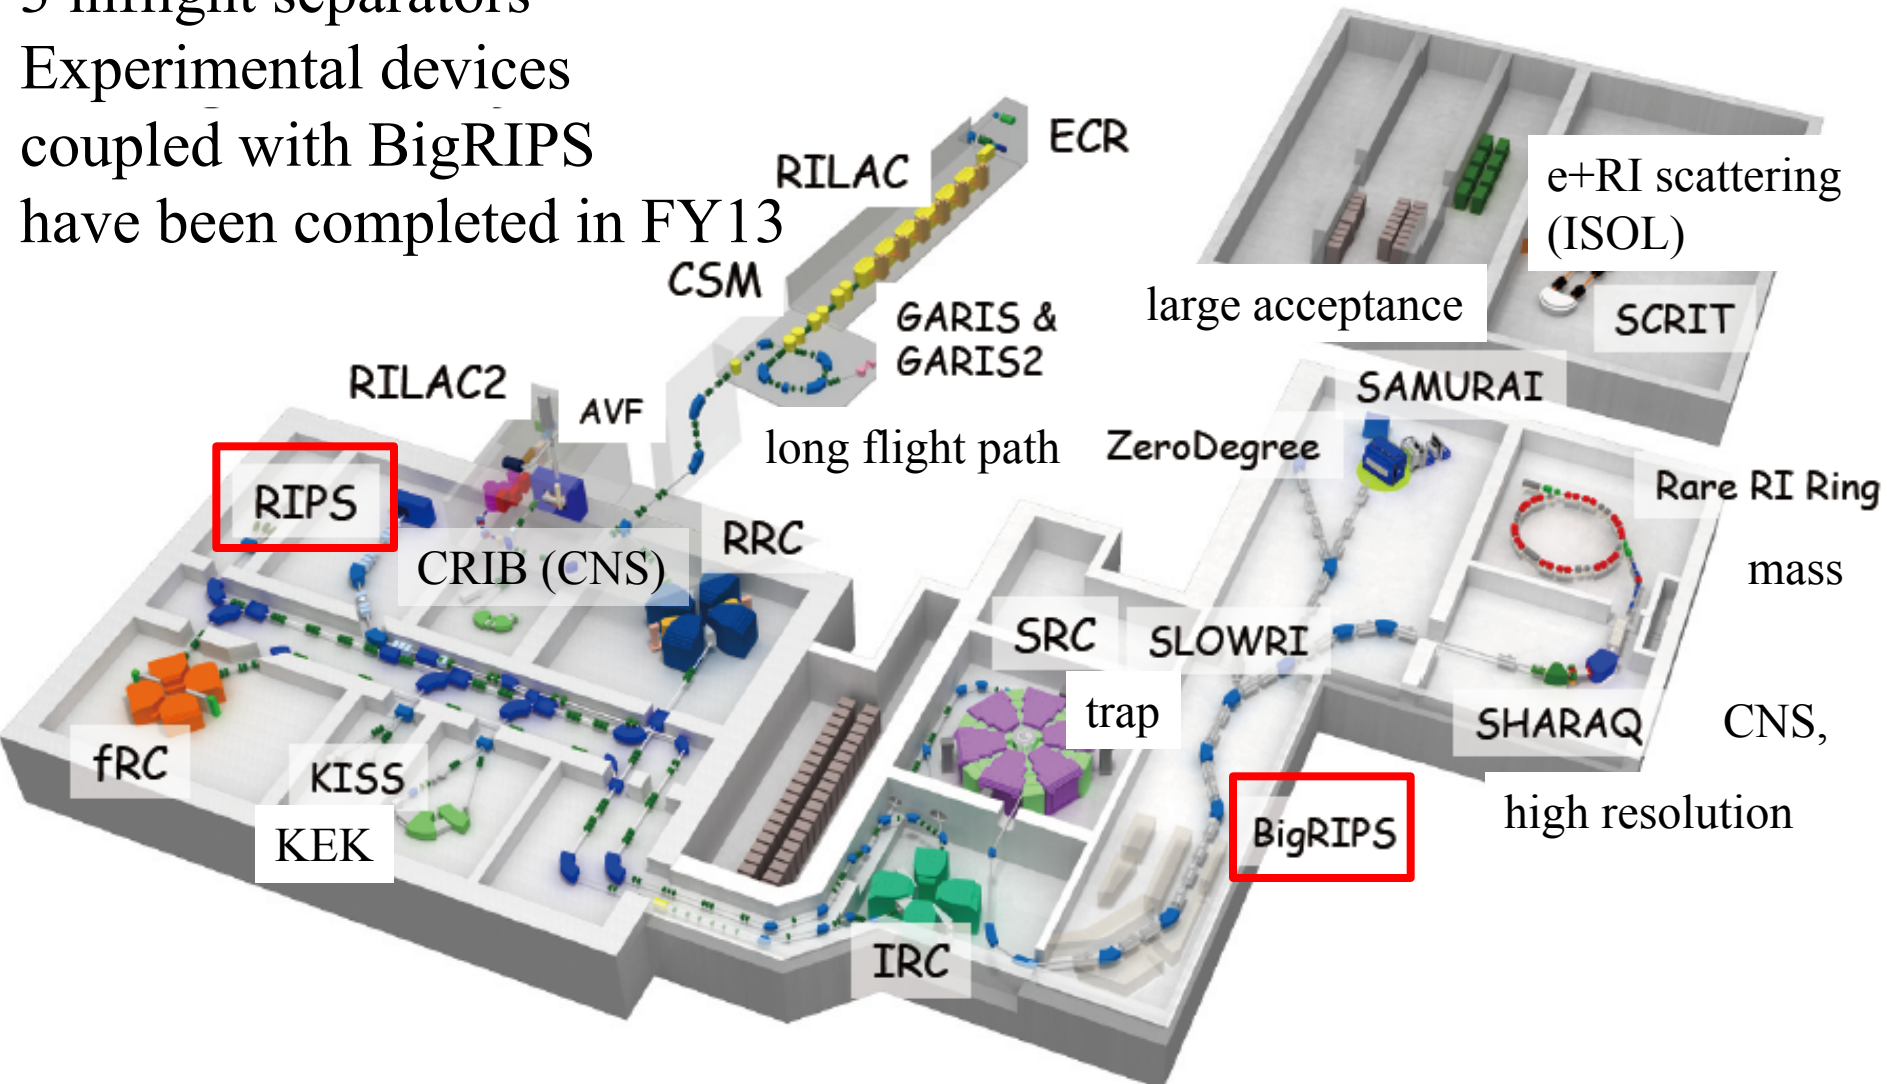 inflight separators
Experimental devices
coupled with BigRIPS
have been completed in FY13
ECR
RILAC
CSM
GARIS &
GARIS2
e+RI scattering
(ISOL)
large acceptance
SCRIT
RILAC2
AVF
SAMURAI
long flight path
ZeroDegree
Rare RI Ring
RIPS
RRC
CRIB (CNS)
mass
SRC
SLOWRI
trap
SHARAQ
CNS,
fRC
KISS
KEK
BigRIPS
high resolution
IRC